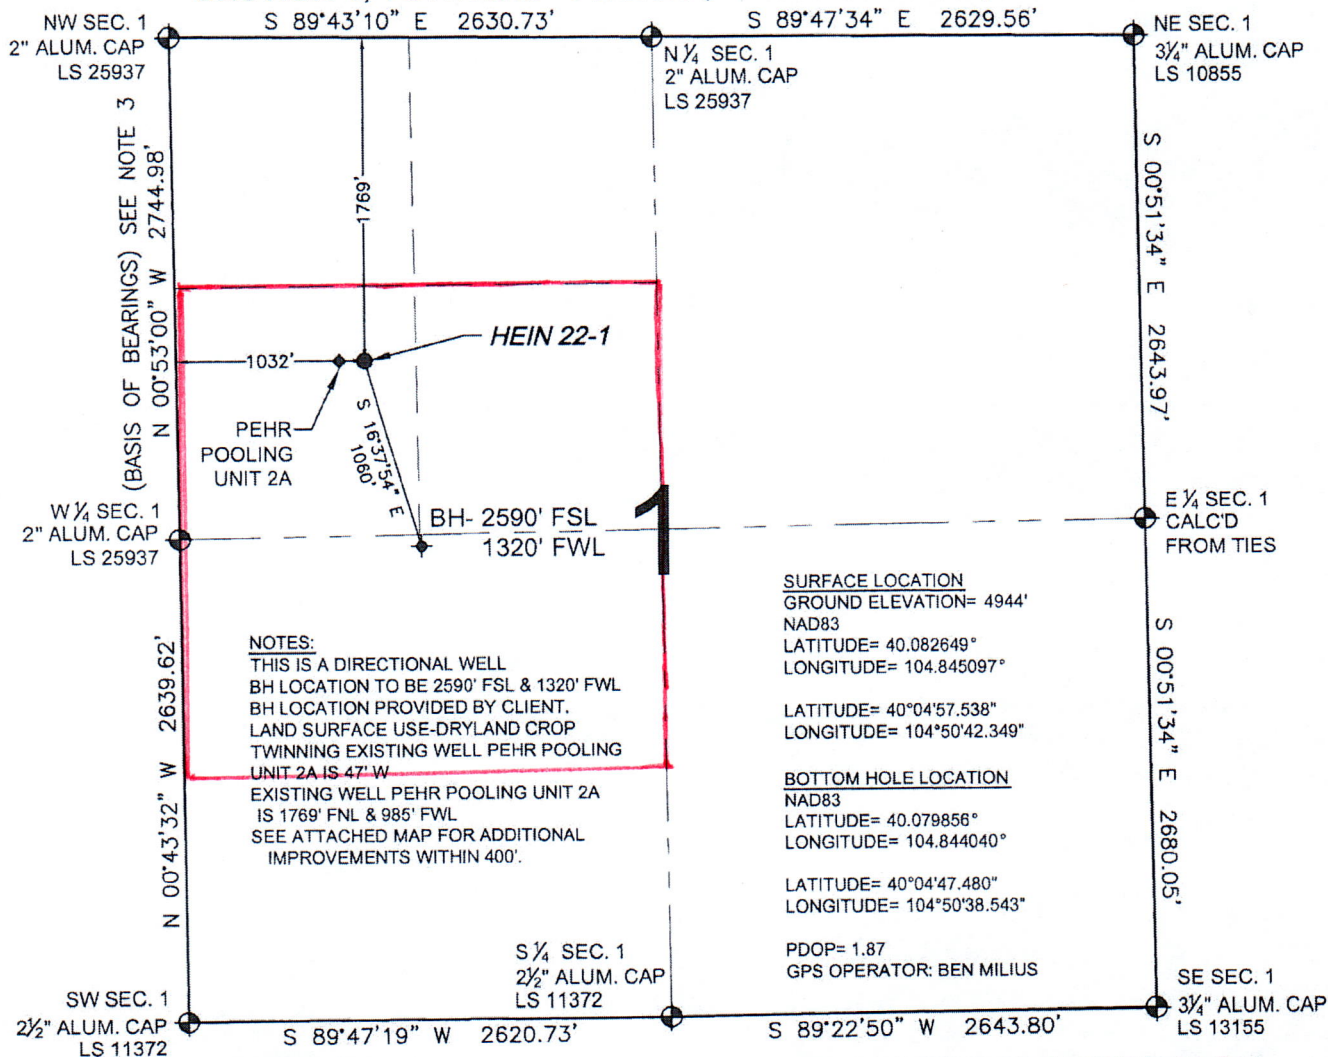 NW SEC. 1
2" ALUM. CAP
LS 25937
S 89°43'10" E 2630.73'
S 89°47'34" E 2629.56'
NE SEC. 1
3¼" ALUM. CAP
LS 10855
N ¼ SEC. 1
2" ALUM. CAP
LS 25937
(BASIS OF BEARINGS) SEE NOTE 3
N 00°53'00" W 2744.98'
1769'
S 00°51'34" E 2643.97'
HEIN 22-1
1032'
PEHR
POOLING
UNIT 2A
S 16°37'54" E
1060'
W ¼ SEC. 1
2" ALUM. CAP
LS 25937
BH- 2590' FSL
1320' FWL
1
E ¼ SEC. 1
CALC'D
FROM TIES
NOTES:
THIS IS A DIRECTIONAL WELL
BH LOCATION TO BE 2590' FSL & 1320' FWL
BH LOCATION PROVIDED BY CLIENT.
LAND SURFACE USE-DRYLAND CROP
TWINNING EXISTING WELL PEHR POOLING
UNIT 2A IS 47' W
EXISTING WELL PEHR POOLING UNIT 2A
IS 1769' FNL & 985' FWL
SEE ATTACHED MAP FOR ADDITIONAL
IMPROVEMENTS WITHIN 400'.
SURFACE LOCATION
GROUND ELEVATION= 4944'
NAD83
LATITUDE= 40.082649°
LONGITUDE= 104.845097°
LATITUDE= 40°04'57.538"
LONGITUDE= 104°50'42.349"
BOTTOM HOLE LOCATION
NAD83
LATITUDE= 40.079856°
LONGITUDE= 104.844040°
LATITUDE= 40°04'47.480"
LONGITUDE= 104°50'38.543"
PDOP= 1.87
GPS OPERATOR: BEN MILIUS
N 00°43'32" W 2639.62'
S 00°51'34" E 2680.05'
SW SEC. 1
2½" ALUM. CAP
LS 11372
S 89°47'19" W 2620.73'
S ¼ SEC. 1
2½" ALUM. CAP
LS 11372
S 89°22'50" W 2643.80'
SE SEC. 1
3¼" ALUM. CAP
LS 13155